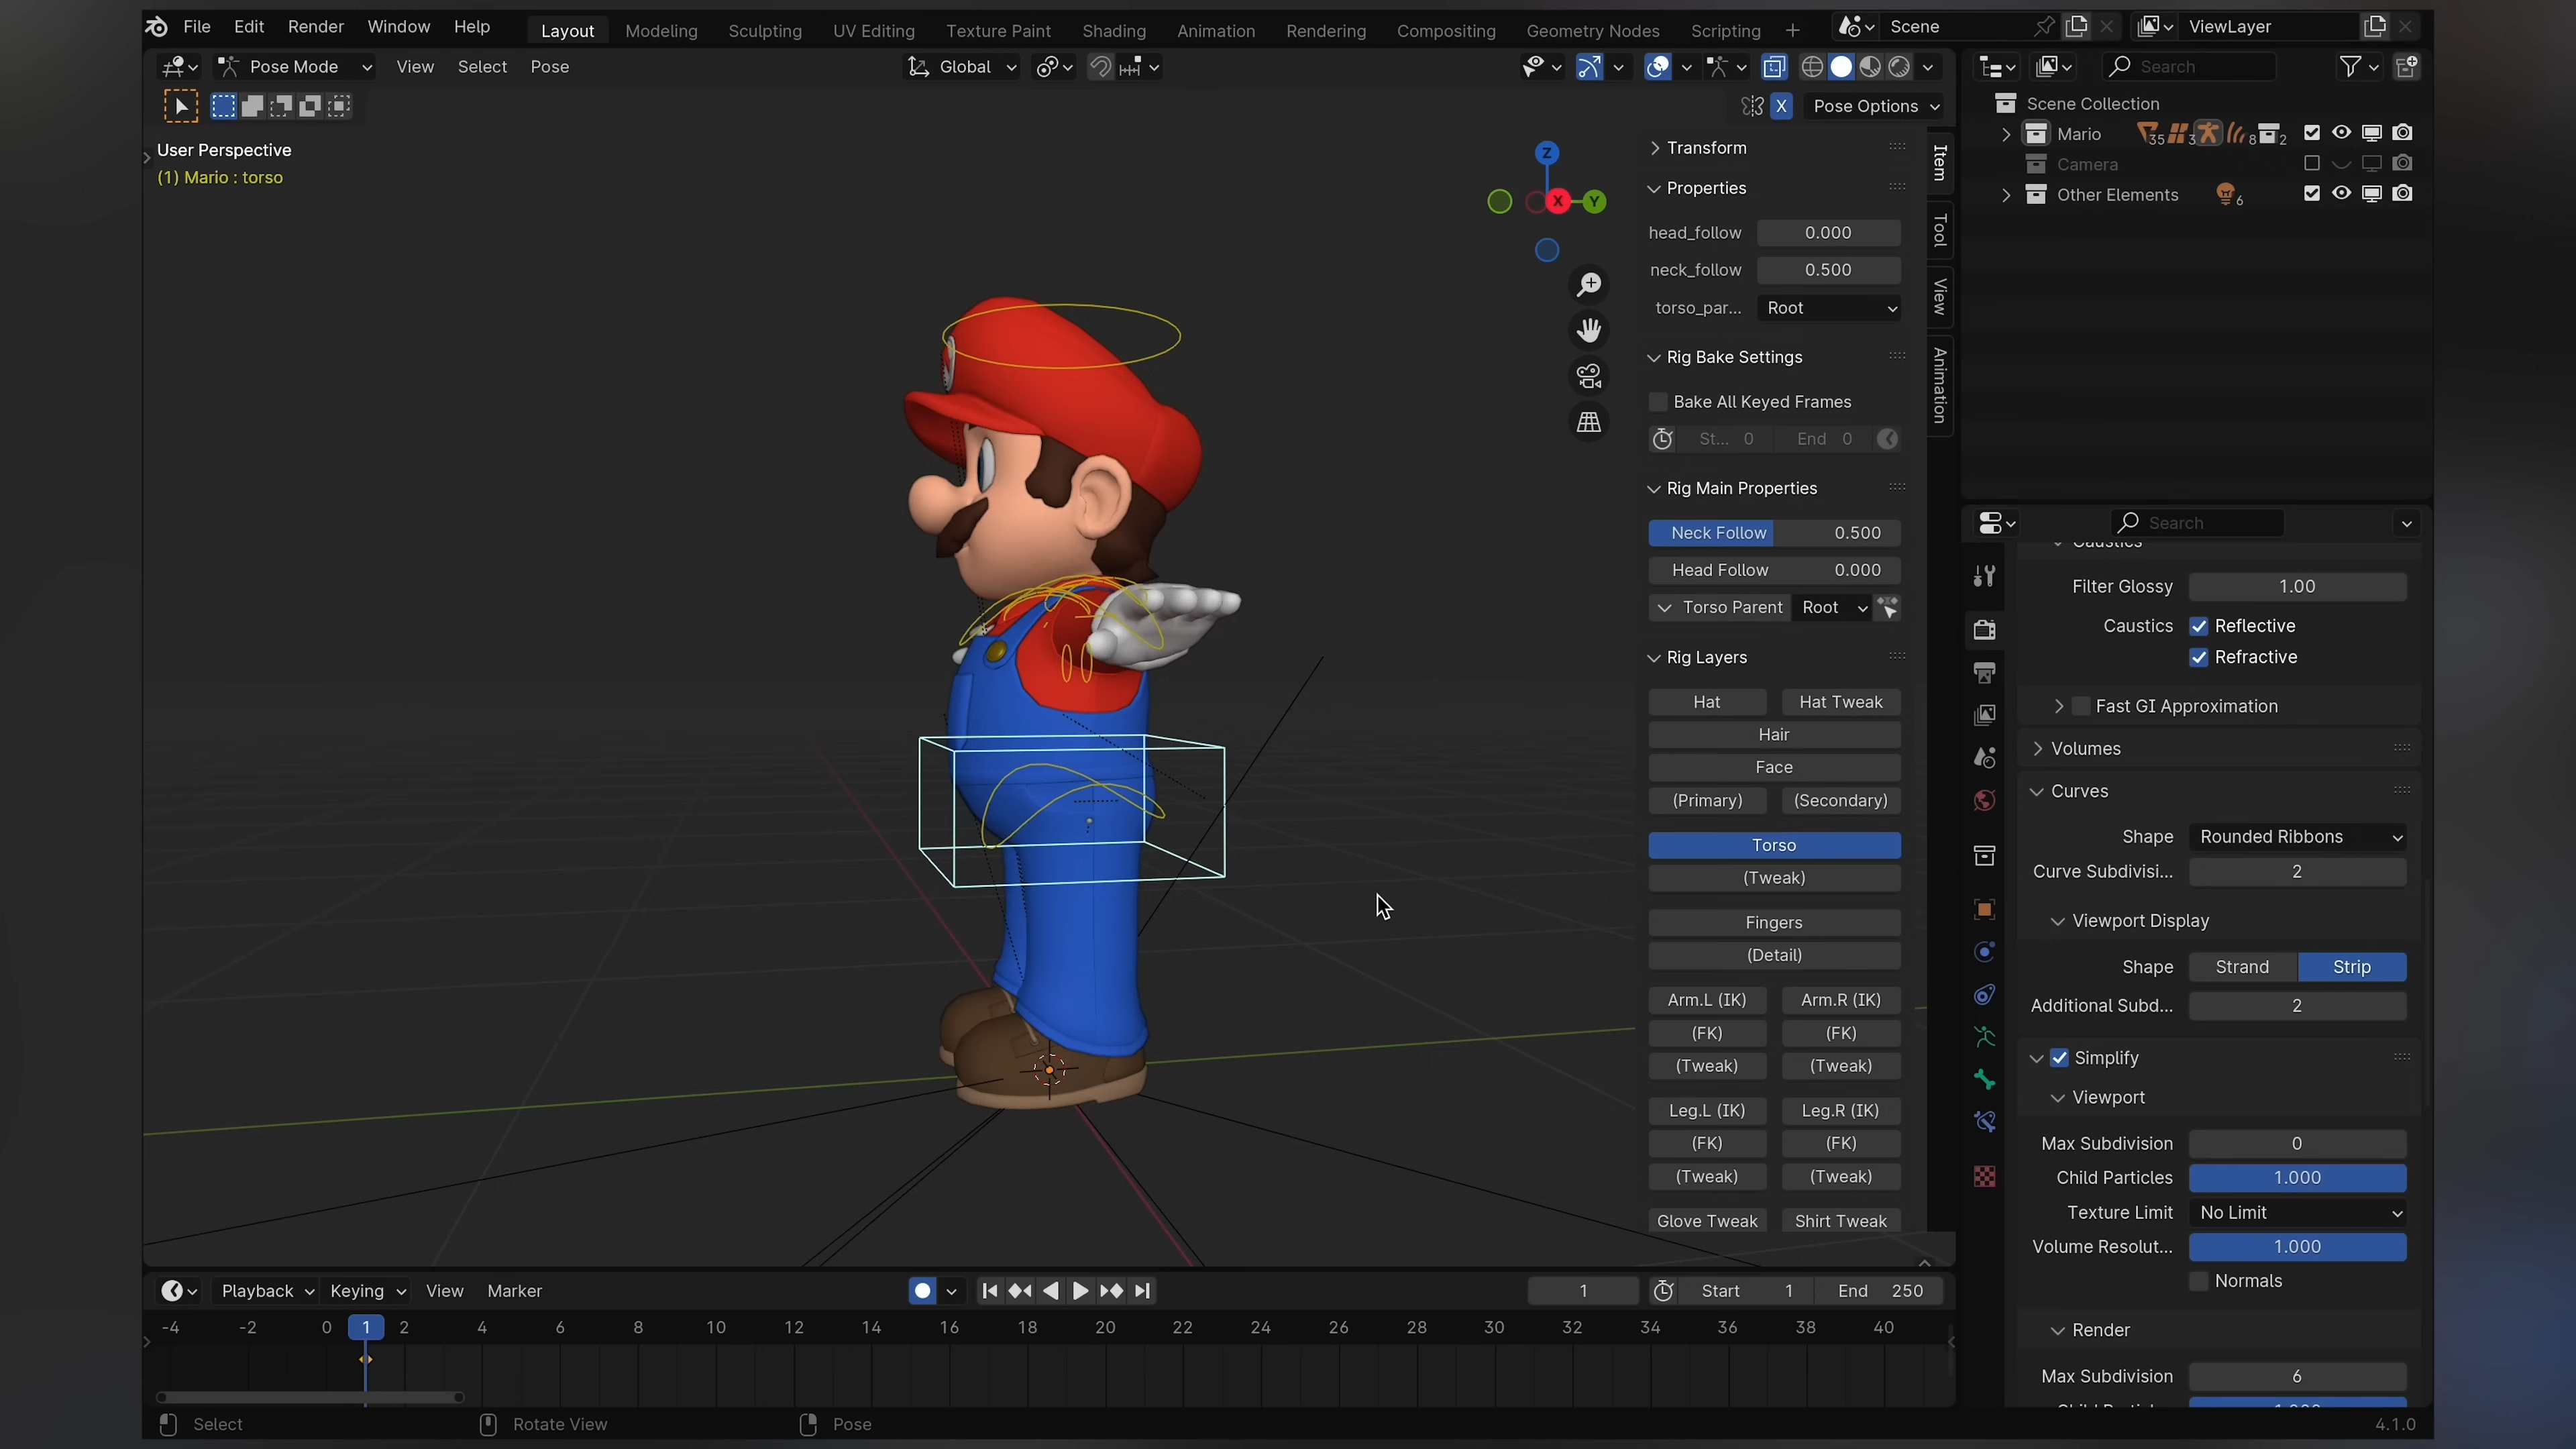 File Edit Render Window Help Layout Modeling Sculpting UV Editing Texture Paint Shading Animation Rendering Compositing Geometry Nodes Scripting + Scene ViewLayer
Pose Mode View Select Pose Global Search
X Pose Options
Scene Collection
Mario 35 3 8 2
Camera
Other Elements 6
User Perspective
(1) Mario : torso
Z
X
Y
Item
Tool
View
Animation
Transform
Properties
head_follow 0.000
neck_follow 0.500
torso_par... Root
Rig Bake Settings
Bake All Keyed Frames
St... 0 End 0
Rig Main Properties
Neck Follow 0.500
Head Follow 0.000
Torso Parent Root
Rig Layers
Hat Hat Tweak
Hair
Face
(Primary) (Secondary)
Torso
(Tweak)
Fingers
(Detail)
Arm.L (IK) Arm.R (IK)
(FK) (FK)
(Tweak) (Tweak)
Leg.L (IK) Leg.R (IK)
(FK) (FK)
(Tweak) (Tweak)
Glove Tweak Shirt Tweak
Search
Caustics
Filter Glossy 1.00
Caustics Reflective
Refractive
Fast GI Approximation
Volumes
Curves
Shape Rounded Ribbons
Curve Subdivisi... 2
Viewport Display
Shape Strand Strip
Additional Subd... 2
Simplify
Viewport
Max Subdivision 0
Child Particles 1.000
Texture Limit No Limit
Volume Resolut... 1.000
Normals
Render
Max Subdivision 6
Playback Keying View Marker 1 Start 1 End 250
-4 -2 0 1 2 4 6 8 10 12 14 16 18 20 22 24 26 28 30 32 34 36 38 40
Select Rotate View Pose 4.1.0